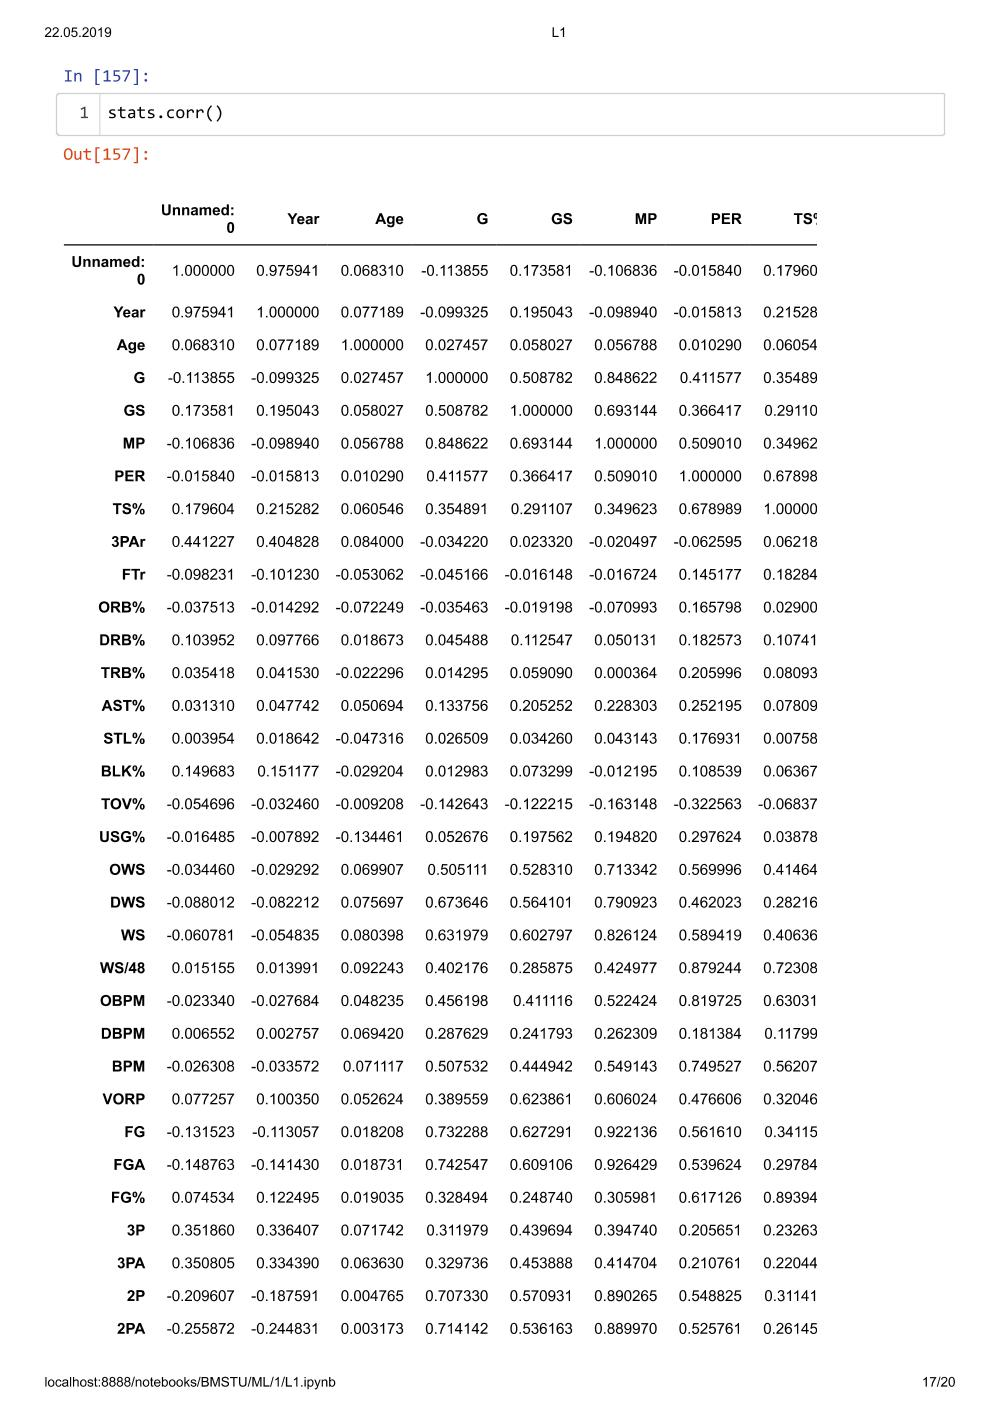 22.05.2019 L1
In [157]:
1 stats.corr()
Out[157]:
Unnamed: 0 Year Age G GS MP PER TS%
Unnamed: 0 1.000000 0.975941 0.068310 -0.113855 0.173581 -0.106836 -0.015840 0.17960
Year 0.975941 1.000000 0.077189 -0.099325 0.195043 -0.098940 -0.015813 0.21528
Age 0.068310 0.077189 1.000000 0.027457 0.058027 0.056788 0.010290 0.06054
G -0.113855 -0.099325 0.027457 1.000000 0.508782 0.848622 0.411577 0.35489
GS 0.173581 0.195043 0.058027 0.508782 1.000000 0.693144 0.366417 0.29110
MP -0.106836 -0.098940 0.056788 0.848622 0.693144 1.000000 0.509010 0.34962
PER -0.015840 -0.015813 0.010290 0.411577 0.366417 0.509010 1.000000 0.67898
TS% 0.179604 0.215282 0.060546 0.354891 0.291107 0.349623 0.678989 1.00000
3PAr 0.441227 0.404828 0.084000 -0.034220 0.023320 -0.020497 -0.062595 0.06218
FTr -0.098231 -0.101230 -0.053062 -0.045166 -0.016148 -0.016724 0.145177 0.18284
ORB% -0.037513 -0.014292 -0.072249 -0.035463 -0.019198 -0.070993 0.165798 0.02900
DRB% 0.103952 0.097766 0.018673 0.045488 0.112547 0.050131 0.182573 0.10741
TRB% 0.035418 0.041530 -0.022296 0.014295 0.059090 0.000364 0.205996 0.08093
AST% 0.031310 0.047742 0.050694 0.133756 0.205252 0.228303 0.252195 0.07809
STL% 0.003954 0.018642 -0.047316 0.026509 0.034260 0.043143 0.176931 0.00758
BLK% 0.149683 0.151177 -0.029204 0.012983 0.073299 -0.012195 0.108539 0.06367
TOV% -0.054696 -0.032460 -0.009208 -0.142643 -0.122215 -0.163148 -0.322563 -0.06837
USG% -0.016485 -0.007892 -0.134461 0.052676 0.197562 0.194820 0.297624 0.03878
OWS -0.034460 -0.029292 0.069907 0.505111 0.528310 0.713342 0.569996 0.41464
DWS -0.088012 -0.082212 0.075697 0.673646 0.564101 0.790923 0.462023 0.28216
WS -0.060781 -0.054835 0.080398 0.631979 0.602797 0.826124 0.589419 0.40636
WS/48 0.015155 0.013991 0.092243 0.402176 0.285875 0.424977 0.879244 0.72308
OBPM -0.023340 -0.027684 0.048235 0.456198 0.411116 0.522424 0.819725 0.63031
DBPM 0.006552 0.002757 0.069420 0.287629 0.241793 0.262309 0.181384 0.11799
BPM -0.026308 -0.033572 0.071117 0.507532 0.444942 0.549143 0.749527 0.56207
VORP 0.077257 0.100350 0.052624 0.389559 0.623861 0.606024 0.476606 0.32046
FG -0.131523 -0.113057 0.018208 0.732288 0.627291 0.922136 0.561610 0.34115
FGA -0.148763 -0.141430 0.018731 0.742547 0.609106 0.926429 0.539624 0.29784
FG% 0.074534 0.122495 0.019035 0.328494 0.248740 0.305981 0.617126 0.89394
3P 0.351860 0.336407 0.071742 0.311979 0.439694 0.394740 0.205651 0.23263
3PA 0.350805 0.334390 0.063630 0.329736 0.453888 0.414704 0.210761 0.22044
2P -0.209607 -0.187591 0.004765 0.707330 0.570931 0.890265 0.548825 0.31141
2PA -0.255872 -0.244831 0.003173 0.714142 0.536163 0.889970 0.525761 0.26145
localhost:8888/notebooks/BMSTU/ML/1/L1.ipynb 17/20